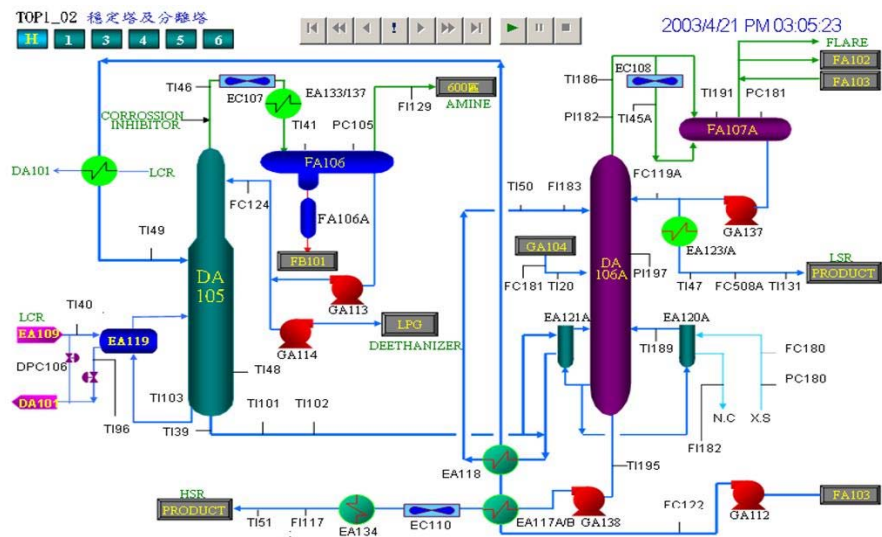 TOP1_02 穩定塔及分離塔
2003/4/21 PM 03:05:23
H 1 3 4 5 6
FLARE
FA102
FA103
EC108
TI186
TI191
PC181
TI46
EC107
EA133/137
600區
AMINE
FI129
TI45A
CORROSSION
INHIBITOR
TI41
PC105
PI182
FA107A
FA106
DA101
LCR
FC124
TI50
FI183
FC119A
FA106A
GA137
TI49
EA123/A
GA104
LSR
PRODUCT
FB101
DA
105
DA
106A
PI197
FC181
TI20
TI47
FC508A
TI131
GA113
TI40
LCR
EA109
EA119
EA121A
EA120A
LPG
DEETHANIZER
GA114
TI189
FC180
DPC106
TI48
PC180
DA101
TI103
TI101
TI102
N.C
X.S
TI96
TI39
FI182
EA118
TI195
HSR
PRODUCT
FC122
FA103
TI51
FI117
EA134
EC110
EA117A/B
GA138
GA112